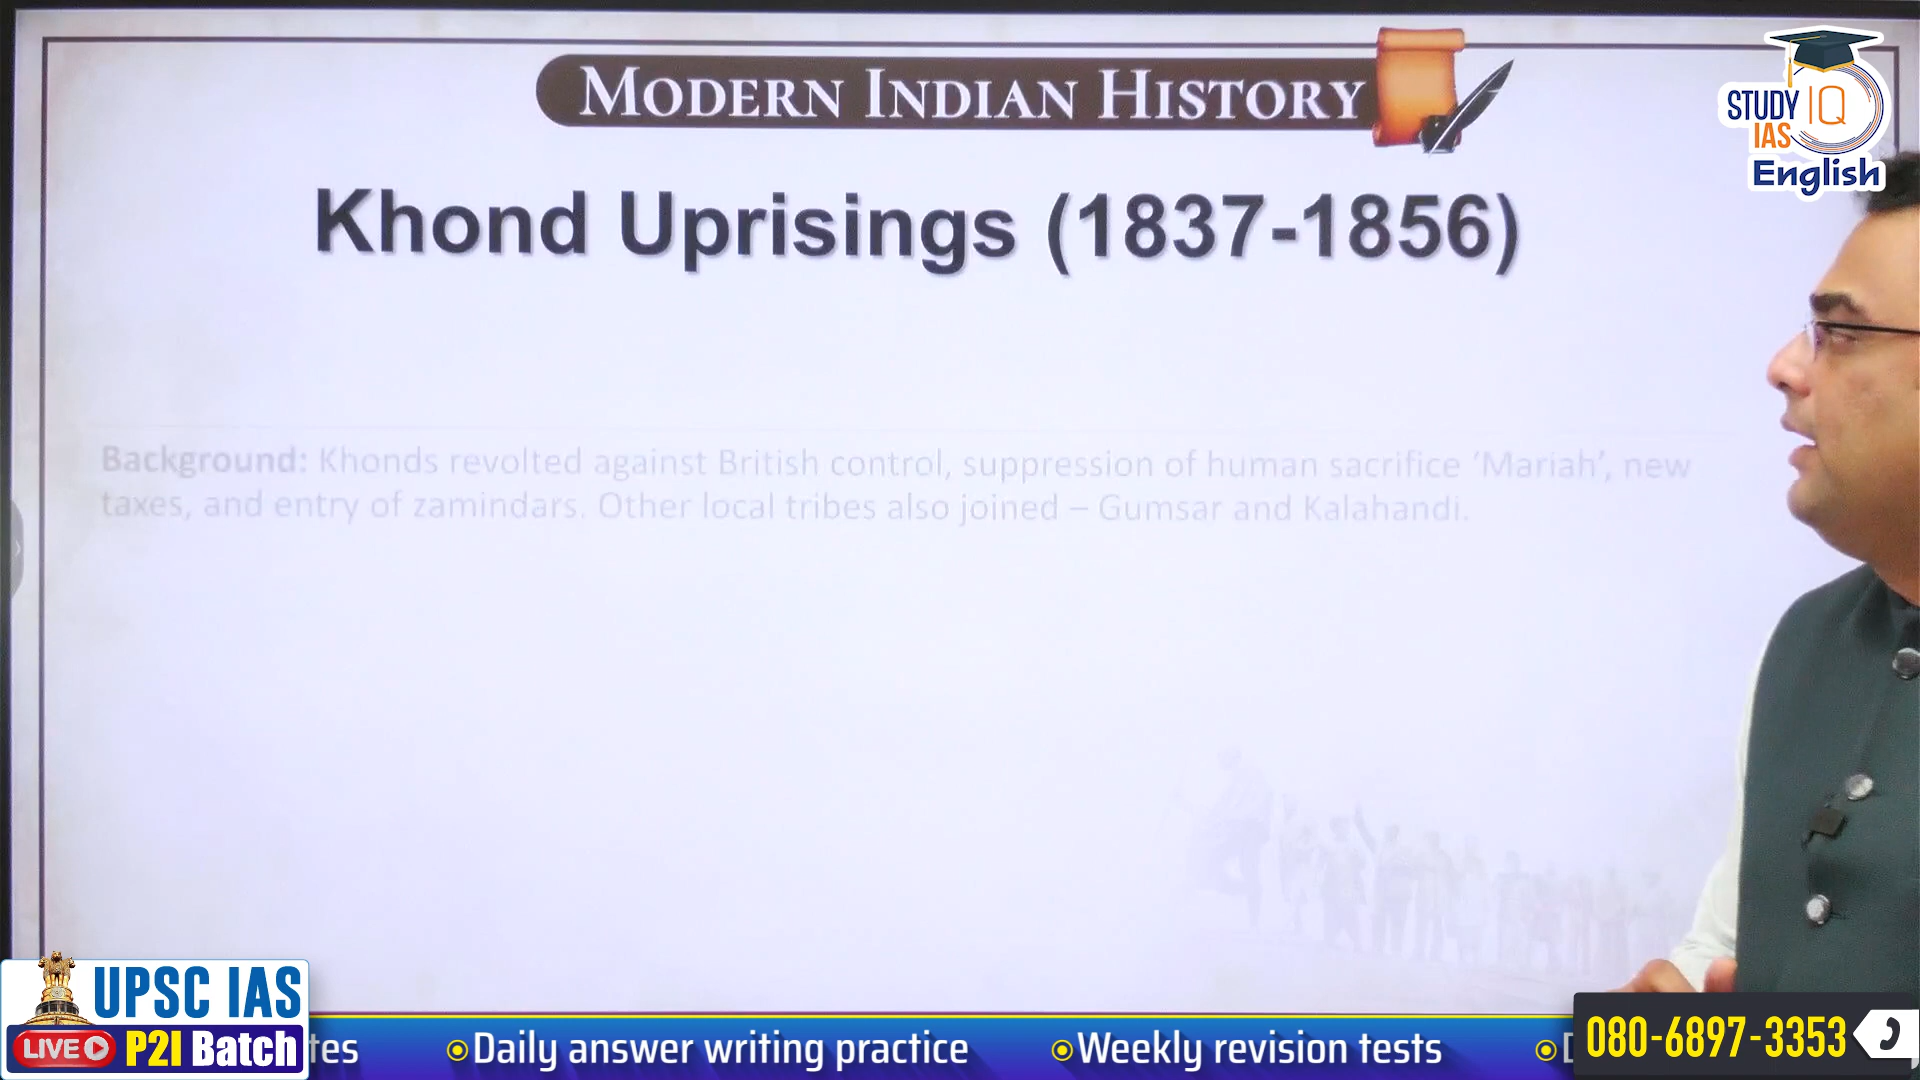 MODERN INDIAN HISTORY
STUDY IQ
IAS
English
Khond Uprisings (1837-1856)
Background: Khonds revolted against British control, suppression of human sacrifice ‘Mariah’, new
taxes, and entry of zamindars. Other local tribes also joined – Gumsar and Kalahandi.
UPSC IAS
LIVE P2I Batch
tes
Daily answer writing practice
Weekly revision tests
080-6897-3353